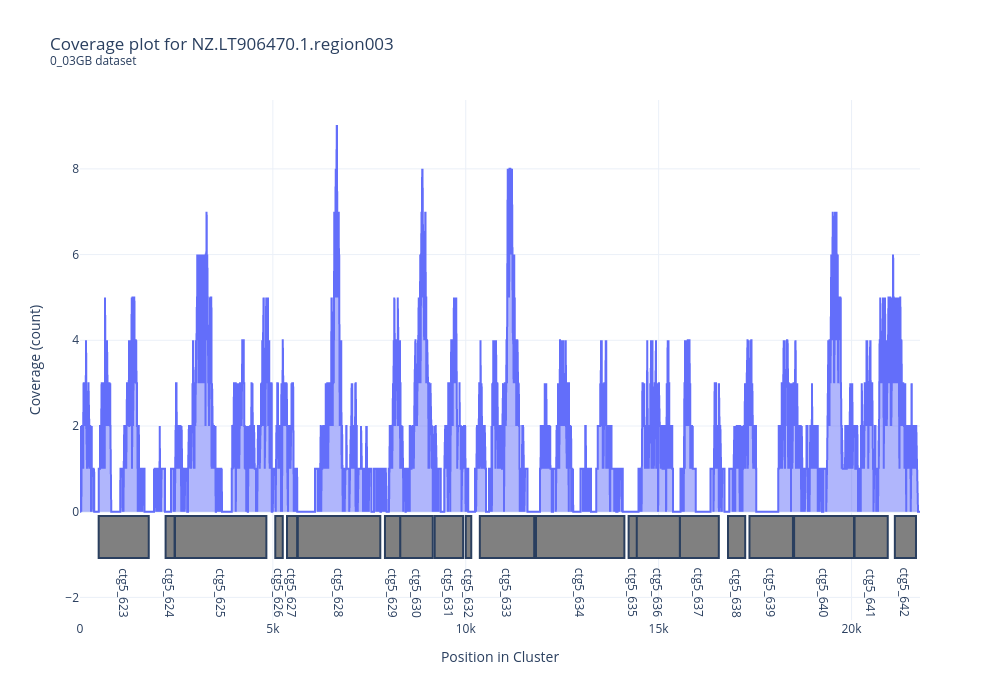 Coverage plot for NZ.LT906470.1.region003
0_03GB dataset
Coverage (count)
8
6
4
2
0
−2
ctg5_623
ctg5_624
ctg5_625
ctg5_626
ctg5_627
ctg5_628
ctg5_629
ctg5_630
ctg5_631
ctg5_632
ctg5_633
ctg5_634
ctg5_635
ctg5_636
ctg5_637
ctg5_638
ctg5_639
ctg5_640
ctg5_641
ctg5_642
0 5k 10k 15k 20k
Position in Cluster